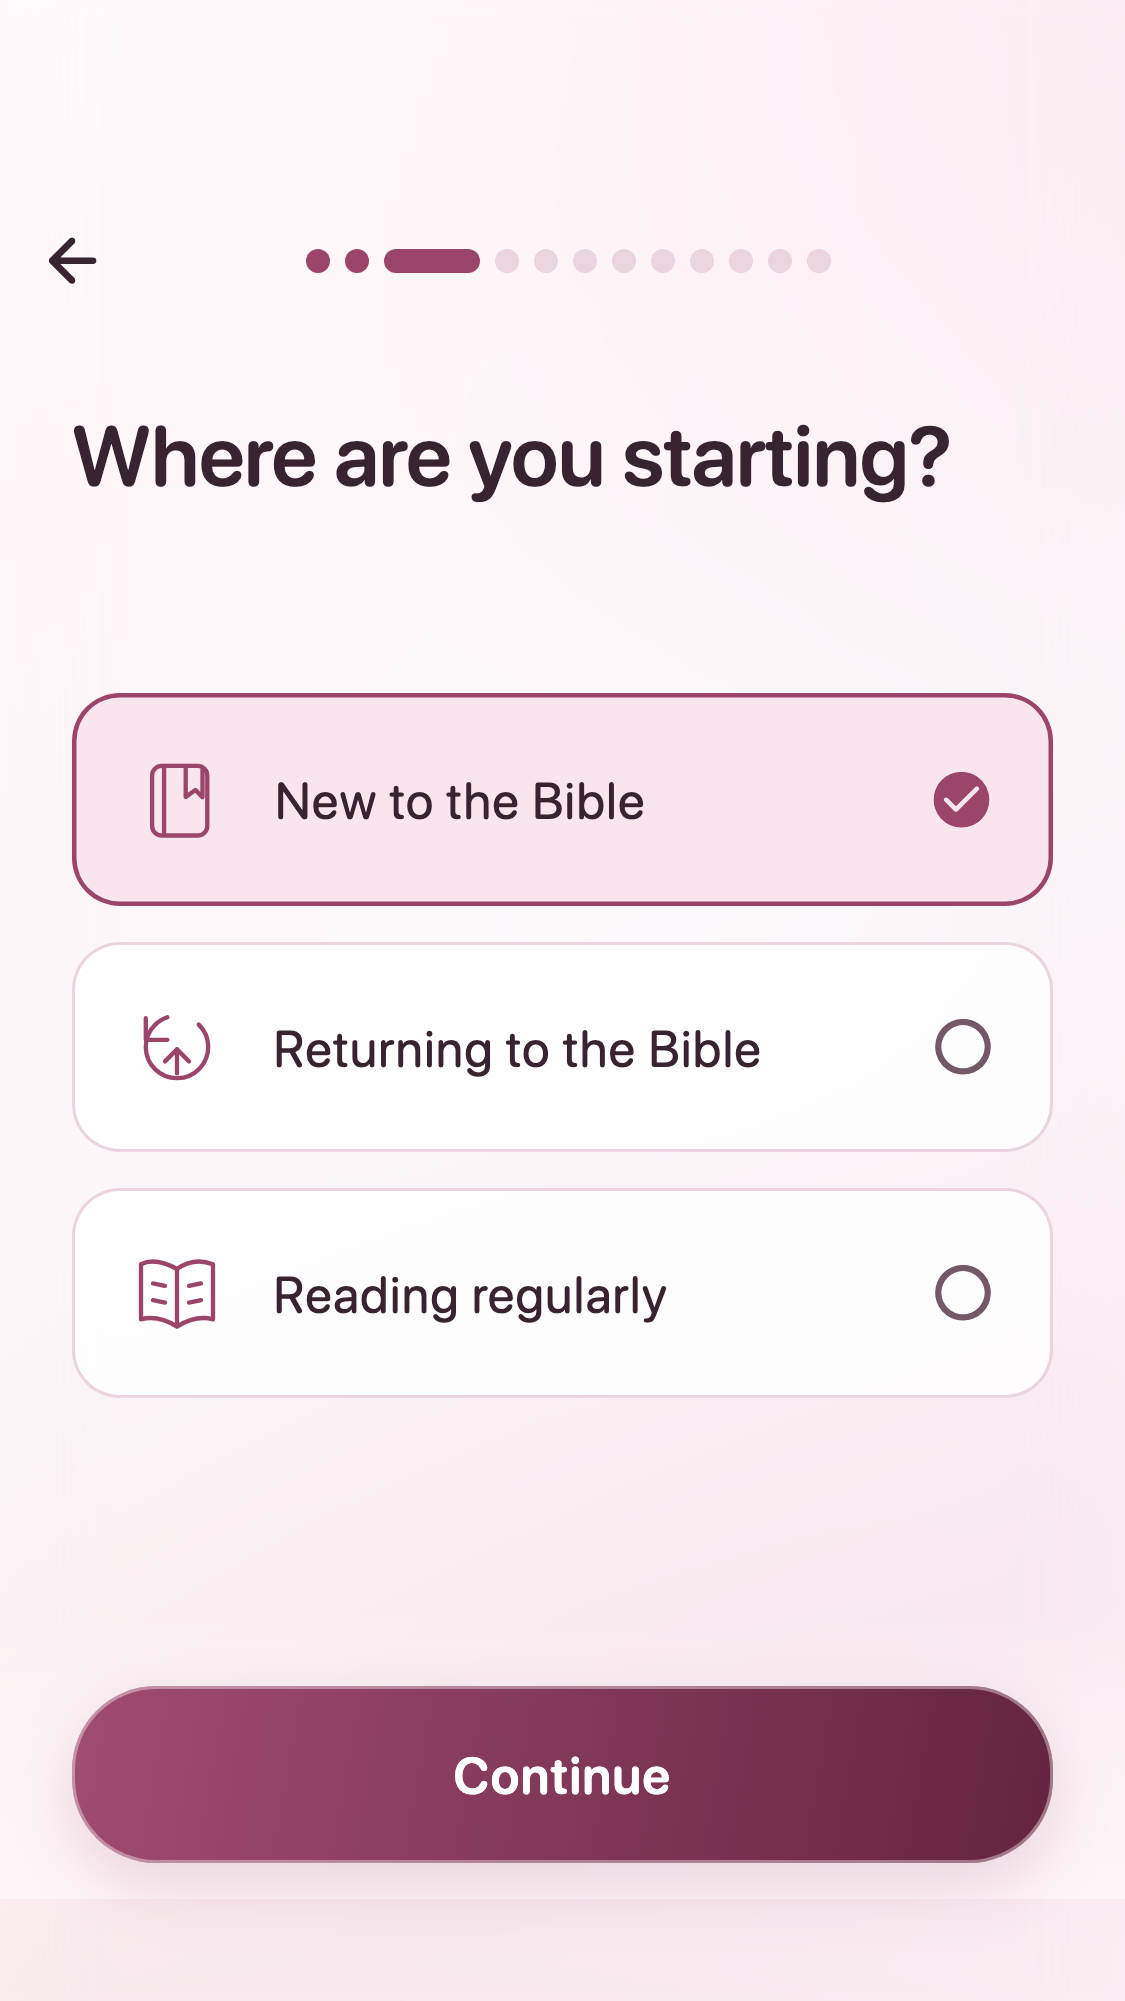 Where are you starting?
New to the Bible
Returning to the Bible
Reading regularly
Continue